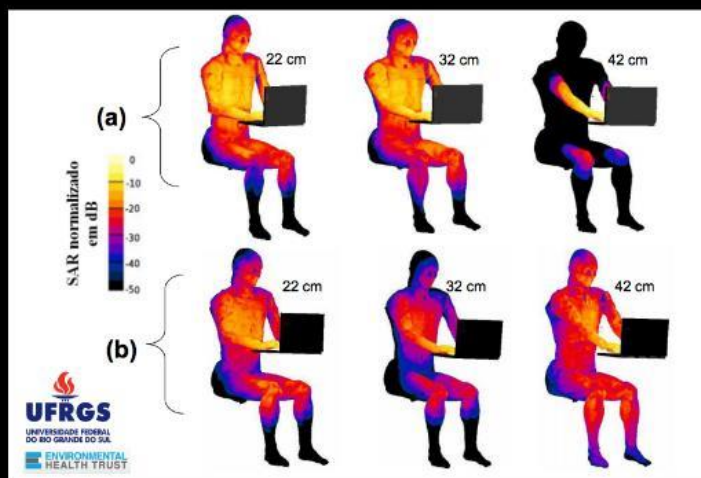 22 cm
32 cm
42 cm
(a)
SAR normalizado
em dB
0
-10
-20
-30
-40
-50
22 cm
32 cm
42 cm
(b)
UFRGS
UNIVERSIDADE FEDERAL
DO RIO GRANDE DO SUL
ENVIRONMENTAL
HEALTH TRUST